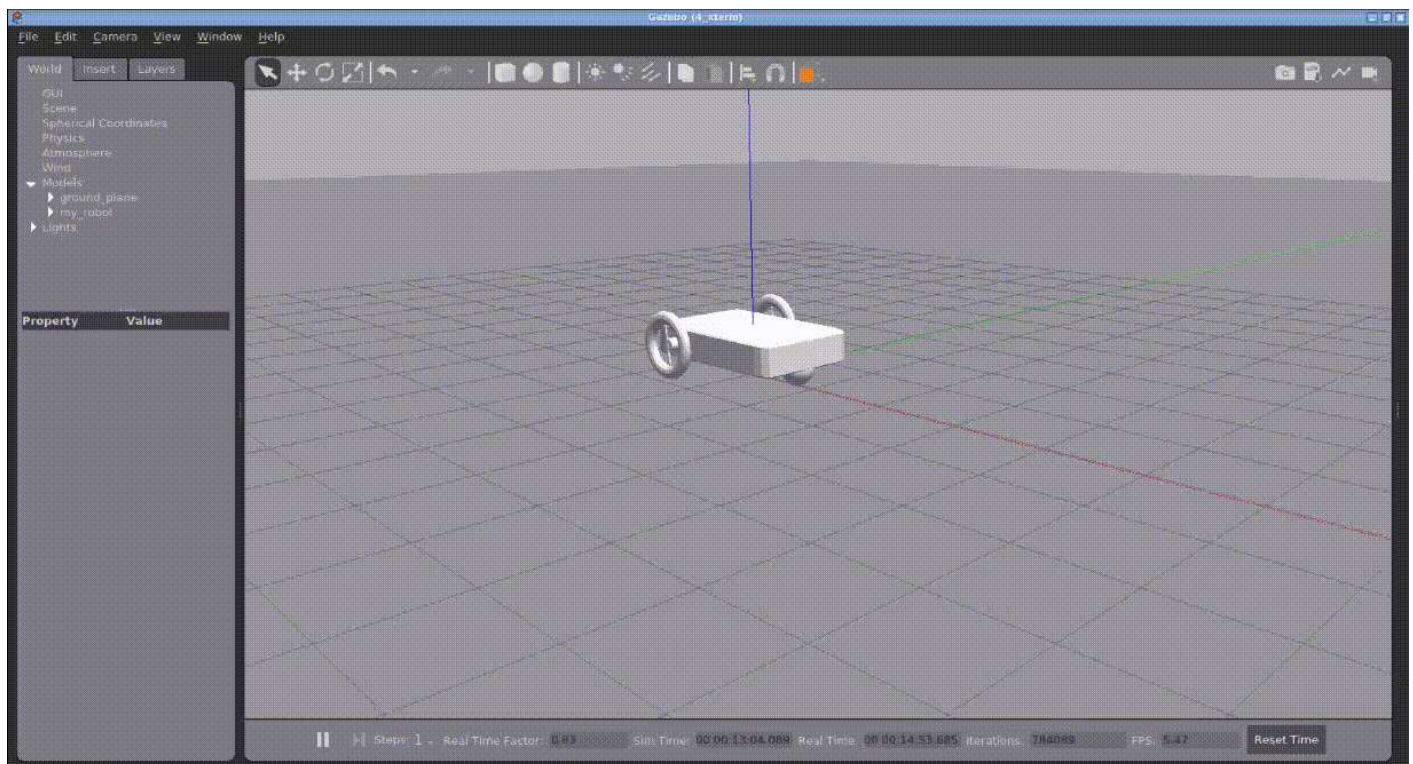 Gazebo (4_xterm)
File Edit Camera View Window Help
World Insert Layers
GUI
Scene
Spherical Coordinates
Physics
Atmosphere
Wind
Models
ground_plane
my_robot
Lights
Property Value
Steps: 1 Real Time Factor: 0.83 Sim Time: 00 00:13:04.089 Real Time: 00 00:14:53.685 Iterations: 784089 FPS: 5.47 Reset Time